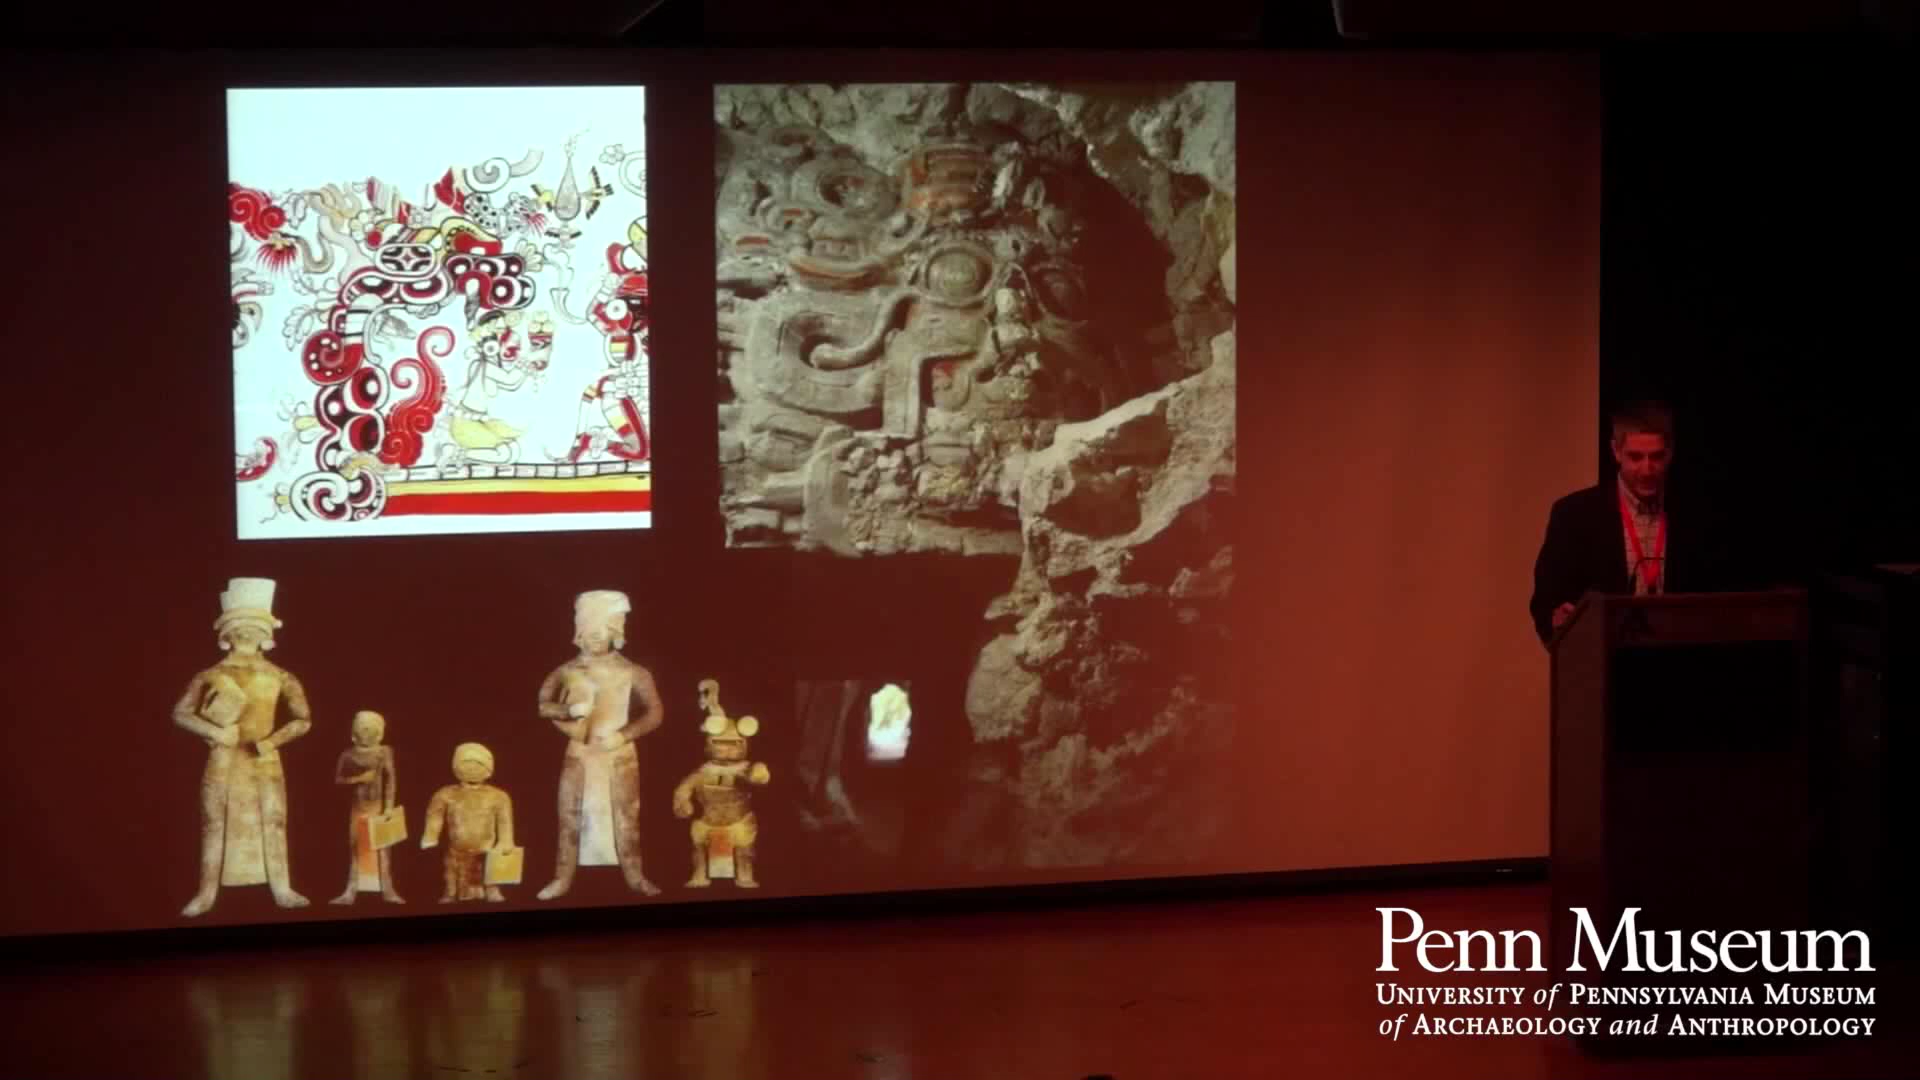 Penn Museum
UNIVERSITY of PENNSYLVANIA MUSEUM
of ARCHAEOLOGY and ANTHROPOLOGY